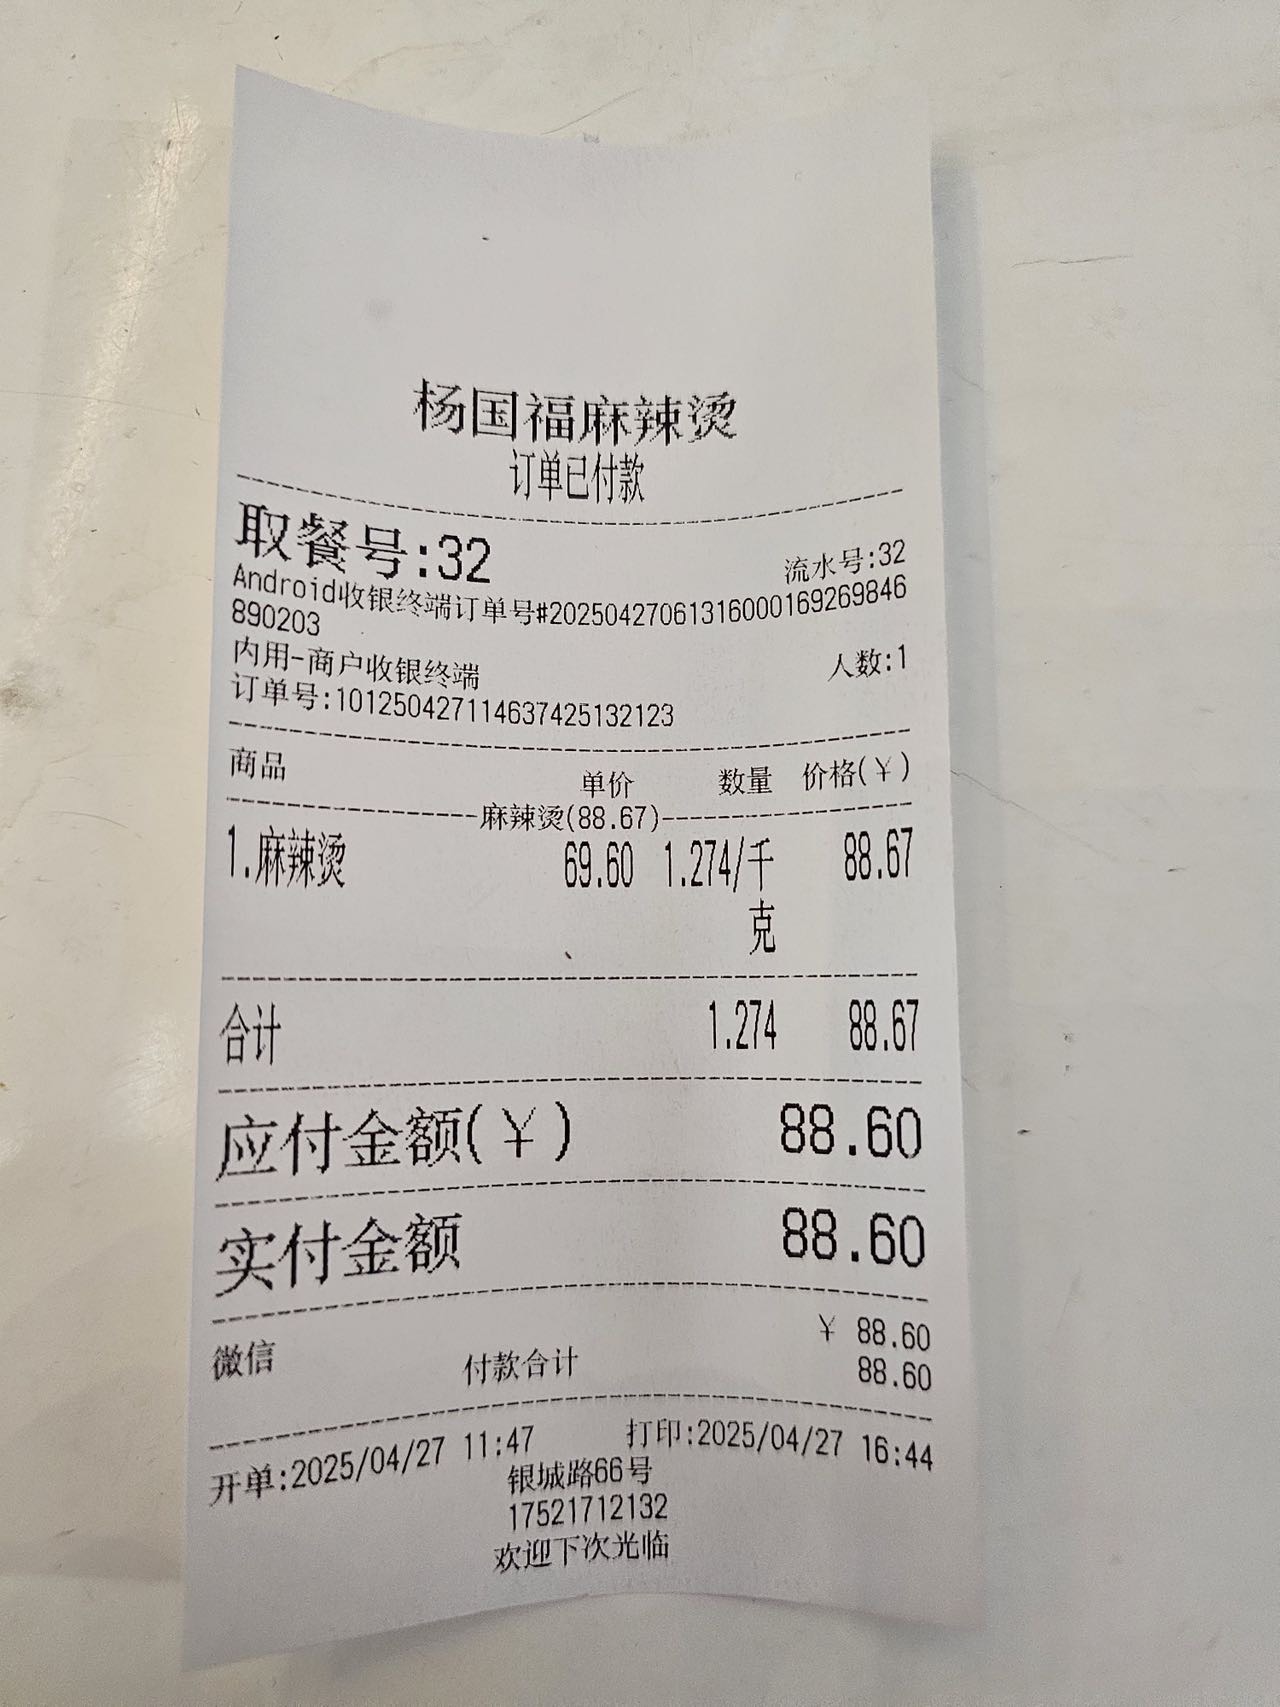 杨国福麻辣烫
订单已付款
取餐号:32 流水号:32
Android收银终端订单号#20250427061316000169269846
890203
内用-商户收银终端 人数:1
订单号:101250427114637425132123
商品 单价 数量 价格(¥)
麻辣烫(88.67)
1.麻辣烫 69.60 1.274/千 88.67
克
合计 1.274 88.67
应付金额(¥) 88.60
实付金额 88.60
微信 ¥ 88.60
付款合计 88.60
开单:2025/04/27 11:47 打印:2025/04/27 16:44
银城路66号
17521712132
欢迎下次光临